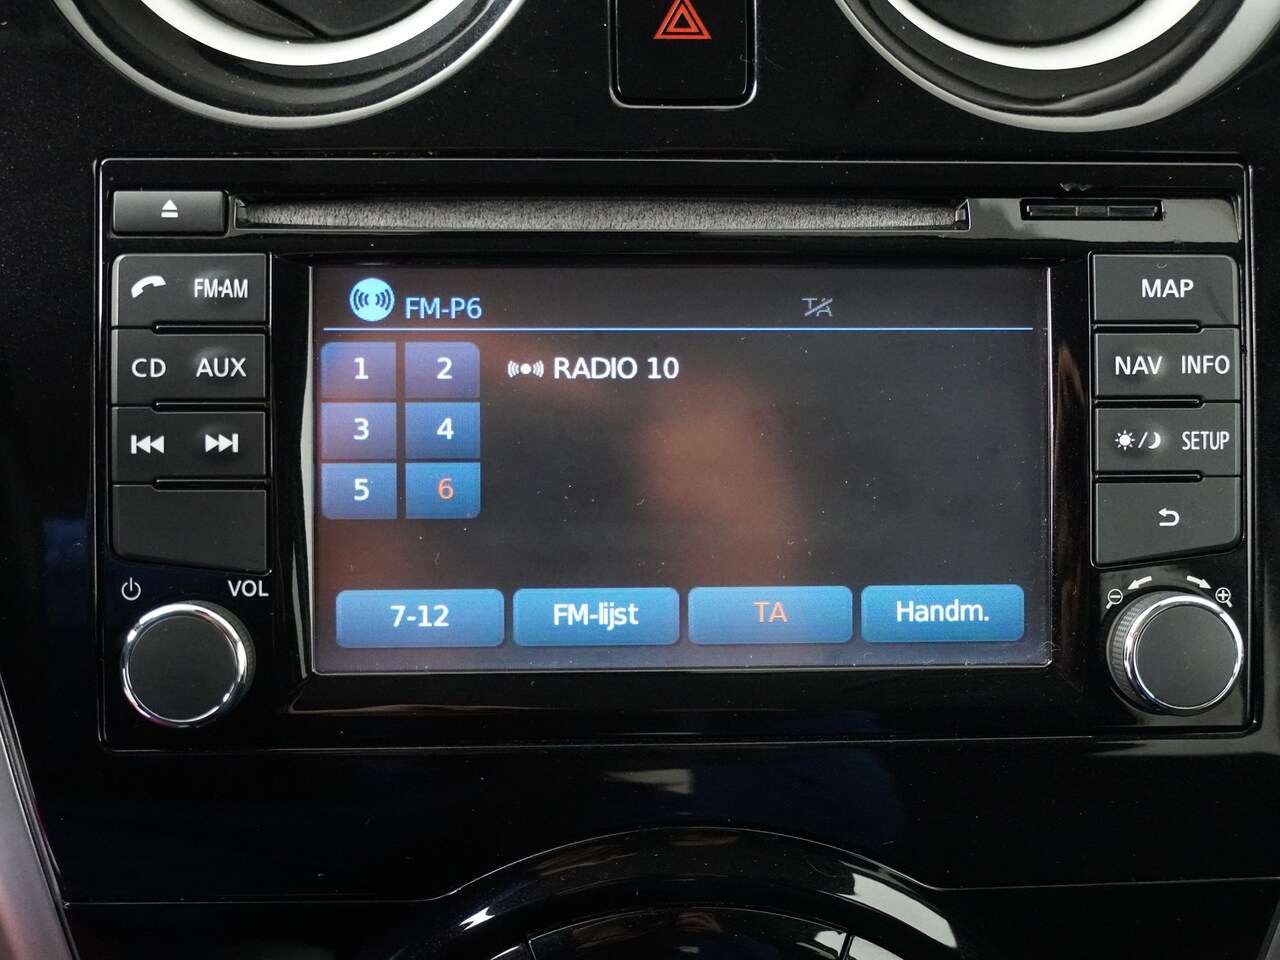 FM·AM
CD AUX
VOL
FM-P6
TA
1 2
3 4
5 6
RADIO 10
7-12 FM-lijst TA Handm.
MAP
NAV INFO
SETUP